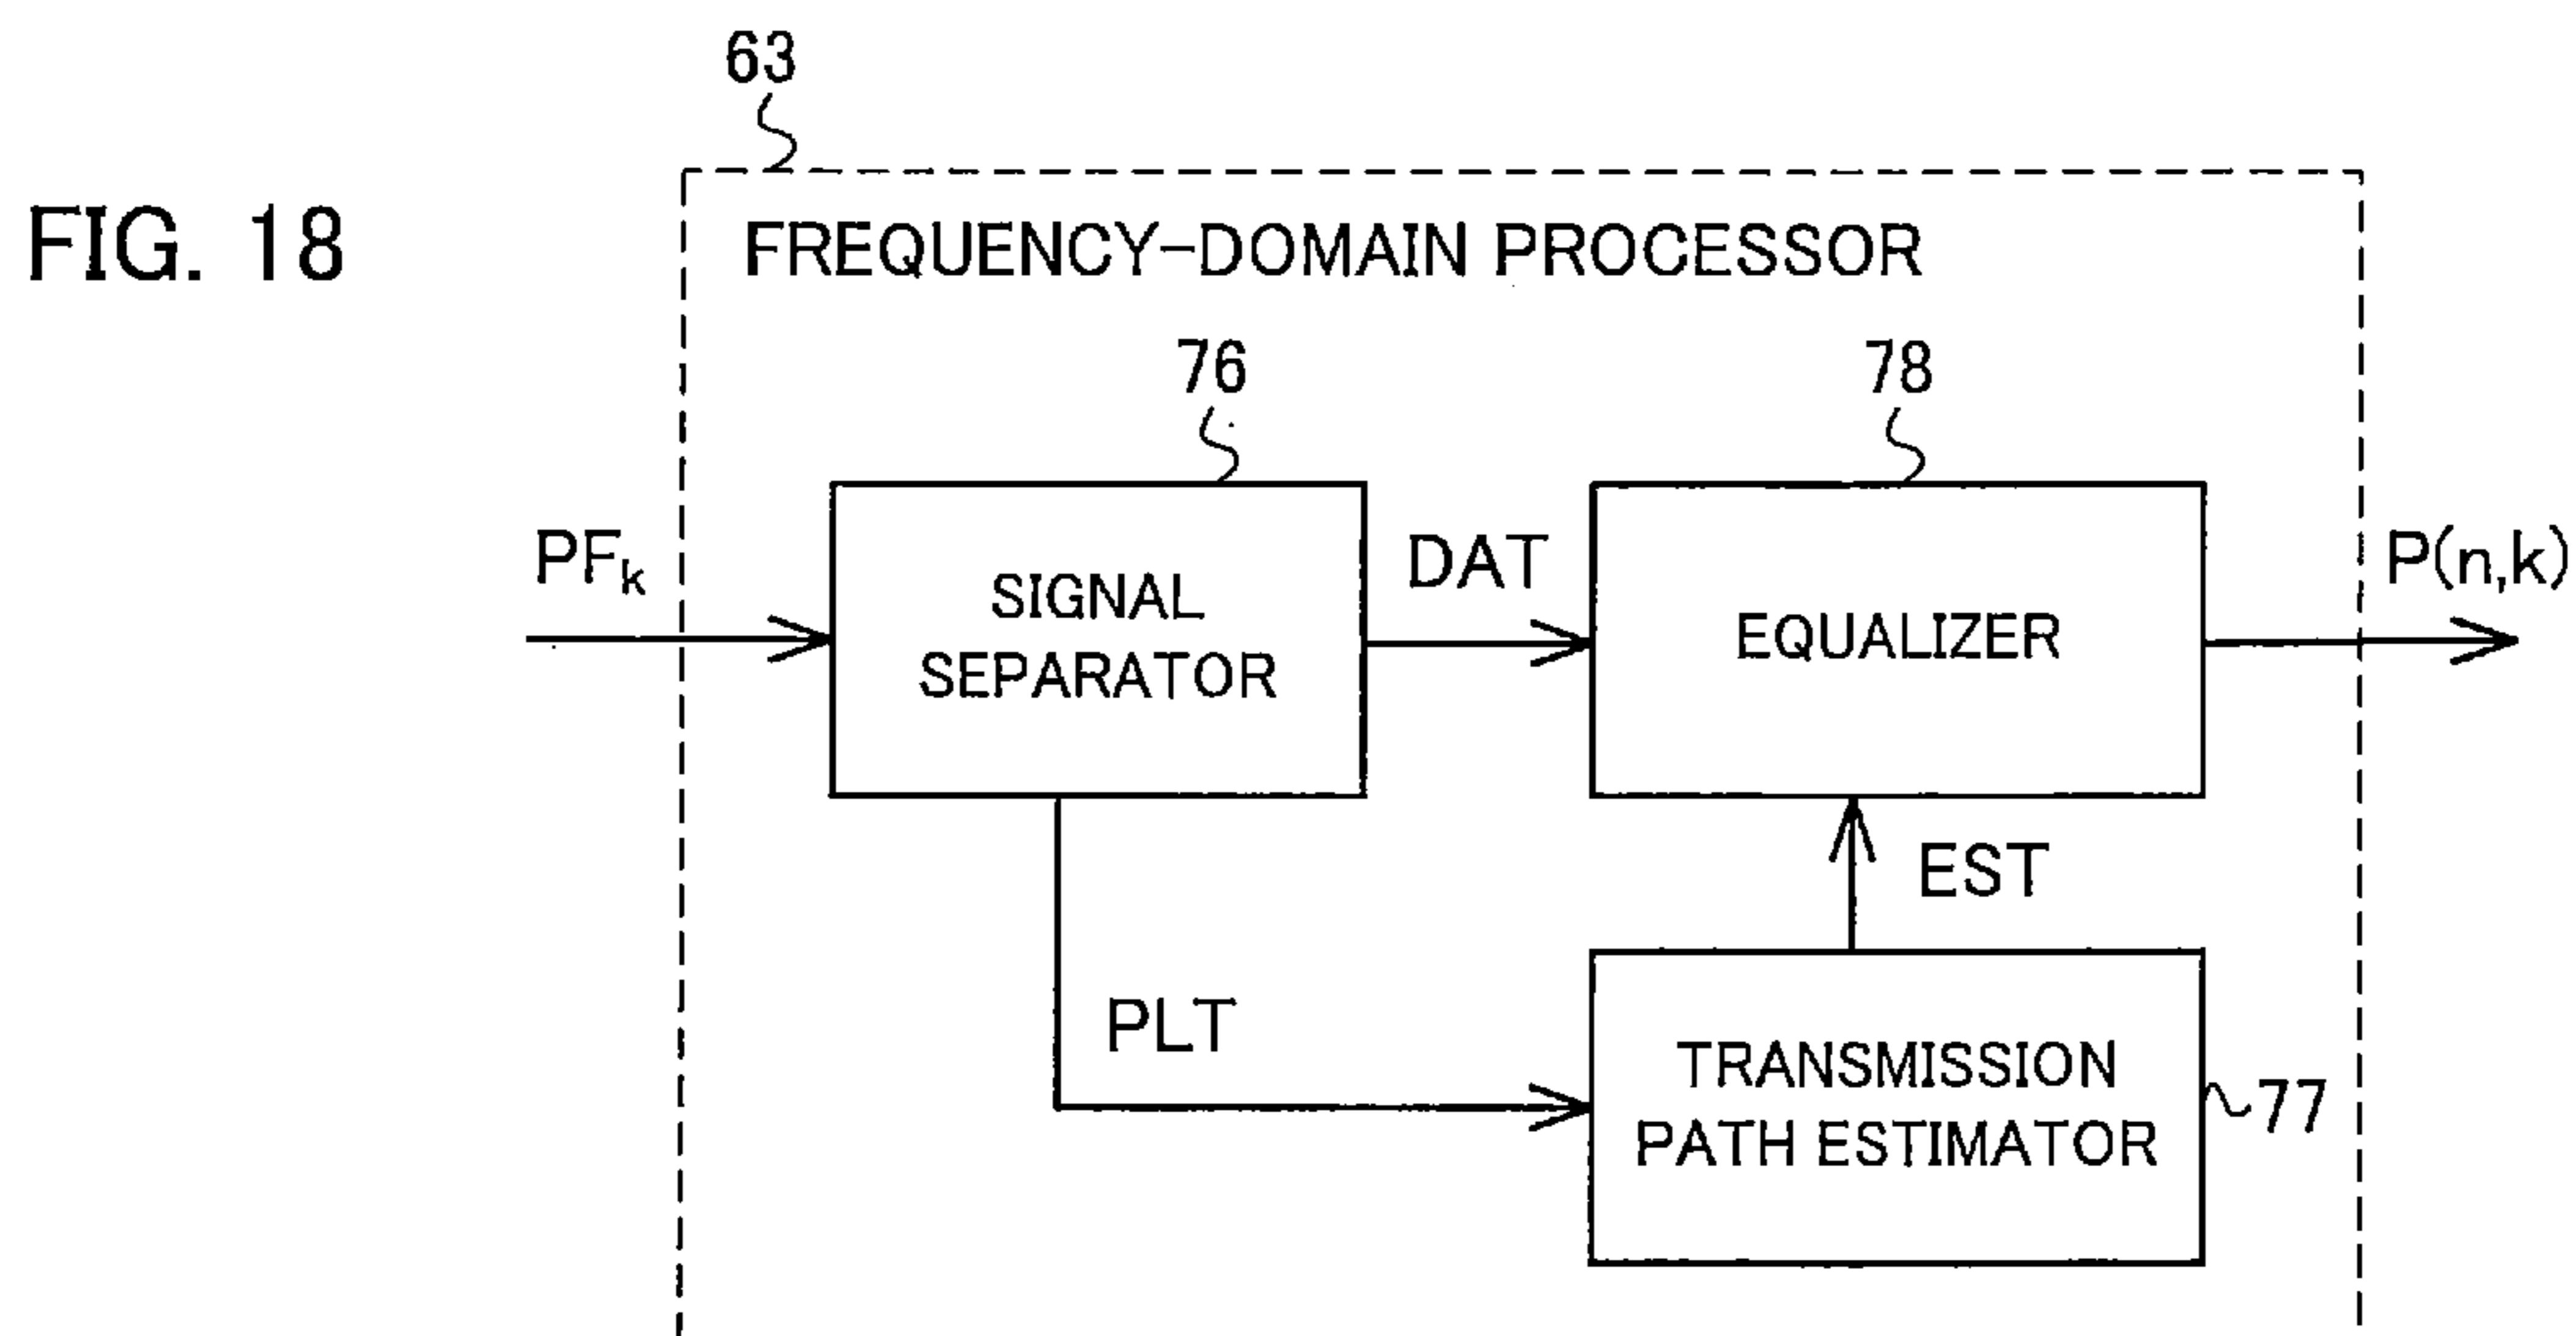 63
FIG. 18
FREQUENCY-DOMAIN PROCESSOR
76
78
PFk
SIGNAL
SEPARATOR
DAT
EQUALIZER
P(n,k)
EST
PLT
TRANSMISSION
PATH ESTIMATOR
77